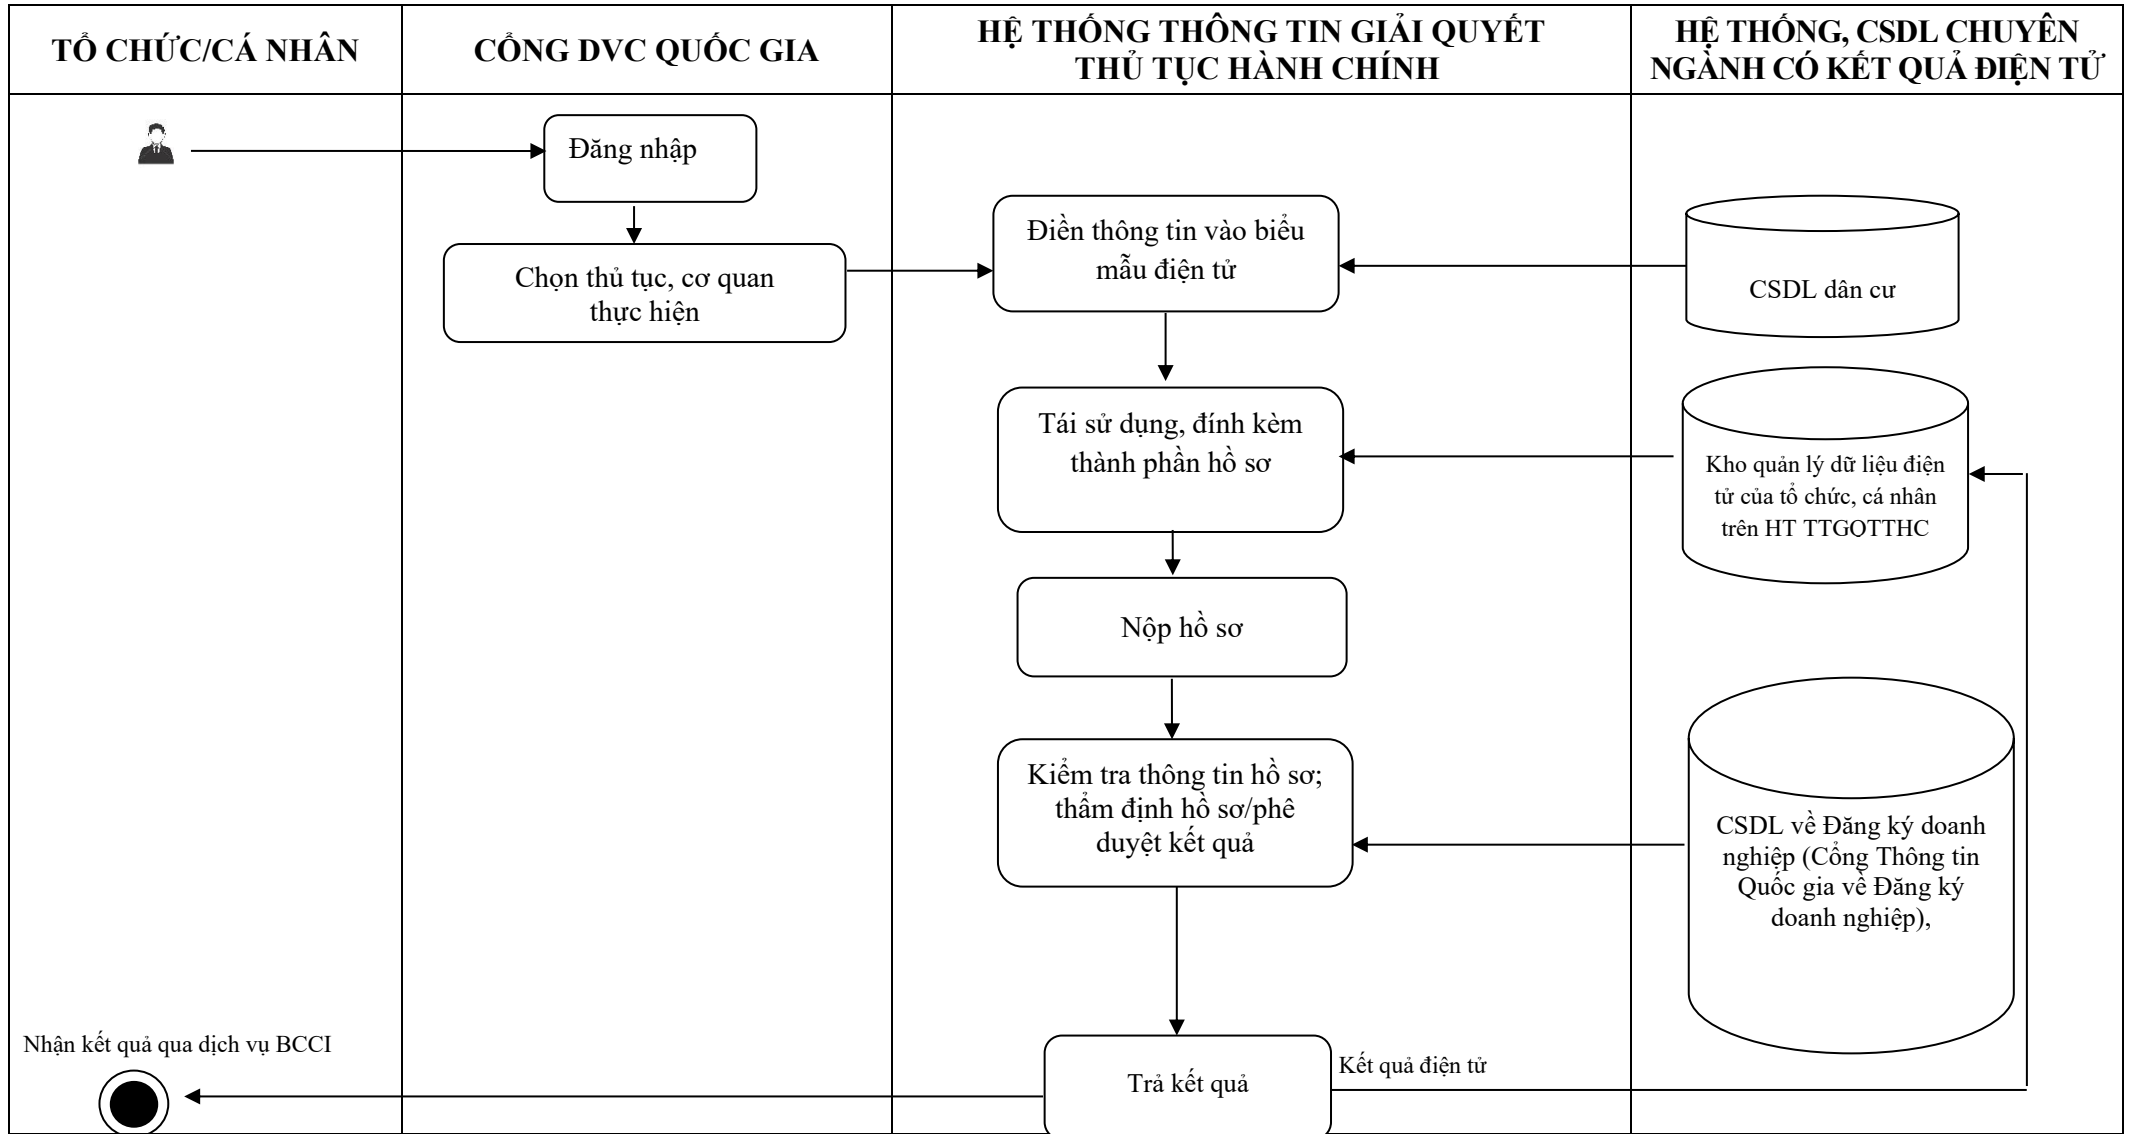 TỔ CHỨC/CÁ NHÂN
CỔNG DVC QUỐC GIA
HỆ THỐNG THÔNG TIN GIẢI QUYẾT
THỦ TỤC HÀNH CHÍNH
HỆ THỐNG, CSDL CHUYÊN
NGÀNH CÓ KẾT QUẢ ĐIỆN TỬ
Đăng nhập
Chọn thủ tục, cơ quan
thực hiện
Điền thông tin vào biểu
mẫu điện tử
CSDL dân cư
Tái sử dụng, đính kèm
thành phần hồ sơ
Kho quản lý dữ liệu điện
tử của tổ chức, cá nhân
trên HT TTGQTTHC
Nộp hồ sơ
Kiểm tra thông tin hồ sơ;
thẩm định hồ sơ/phê
duyệt kết quả
CSDL về Đăng ký doanh
nghiệp (Cổng Thông tin
Quốc gia về Đăng ký
doanh nghiệp),
Nhận kết quả qua dịch vụ BCCI
Trả kết quả
Kết quả điện tử